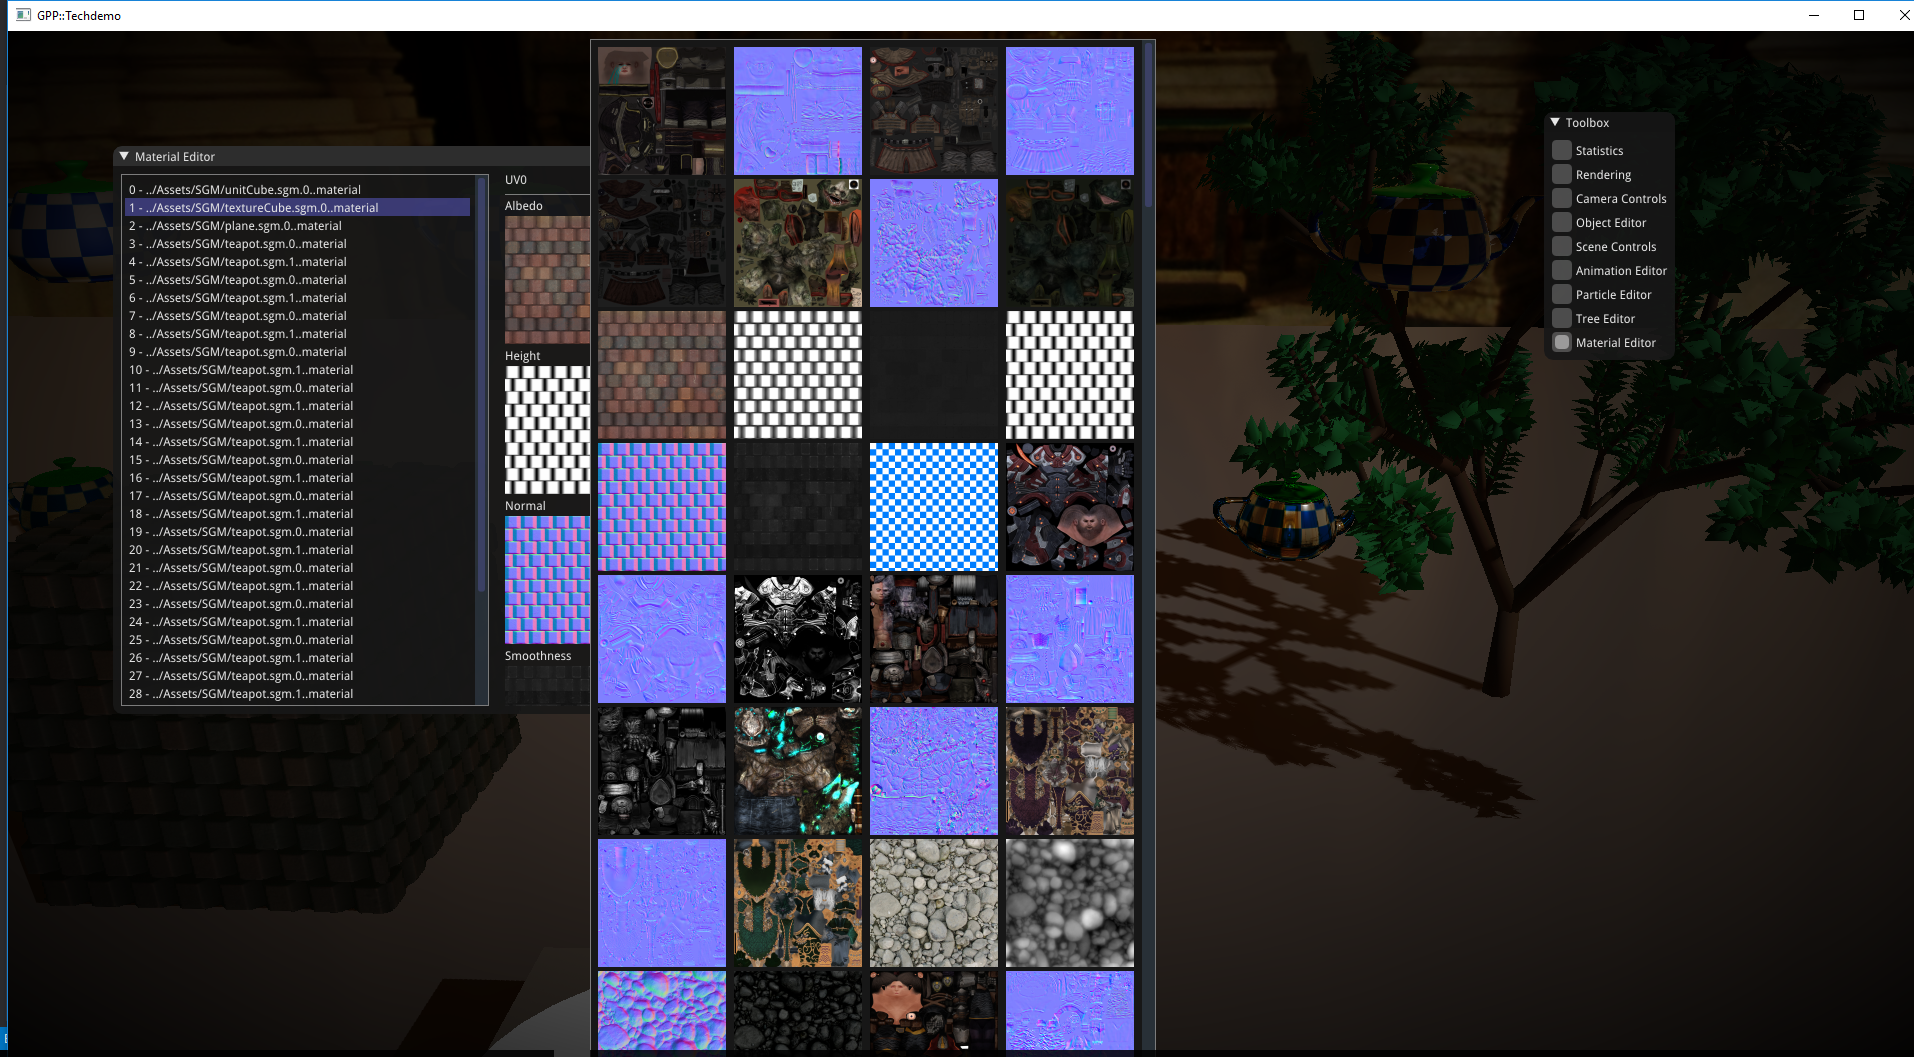 GPP::Techdemo
Material Editor
0 - ../Assets/SGM/unitCube.sgm.0..material
1 - ../Assets/SGM/textureCube.sgm.0..material
2 - ../Assets/SGM/plane.sgm.0..material
3 - ../Assets/SGM/teapot.sgm.0..material
4 - ../Assets/SGM/teapot.sgm.1..material
5 - ../Assets/SGM/teapot.sgm.0..material
6 - ../Assets/SGM/teapot.sgm.1..material
7 - ../Assets/SGM/teapot.sgm.0..material
8 - ../Assets/SGM/teapot.sgm.1..material
9 - ../Assets/SGM/teapot.sgm.0..material
10 - ../Assets/SGM/teapot.sgm.1..material
11 - ../Assets/SGM/teapot.sgm.0..material
12 - ../Assets/SGM/teapot.sgm.1..material
13 - ../Assets/SGM/teapot.sgm.0..material
14 - ../Assets/SGM/teapot.sgm.1..material
15 - ../Assets/SGM/teapot.sgm.0..material
16 - ../Assets/SGM/teapot.sgm.1..material
17 - ../Assets/SGM/teapot.sgm.0..material
18 - ../Assets/SGM/teapot.sgm.1..material
19 - ../Assets/SGM/teapot.sgm.0..material
20 - ../Assets/SGM/teapot.sgm.1..material
21 - ../Assets/SGM/teapot.sgm.0..material
22 - ../Assets/SGM/teapot.sgm.1..material
23 - ../Assets/SGM/teapot.sgm.0..material
24 - ../Assets/SGM/teapot.sgm.1..material
25 - ../Assets/SGM/teapot.sgm.0..material
26 - ../Assets/SGM/teapot.sgm.1..material
27 - ../Assets/SGM/teapot.sgm.0..material
28 - ../Assets/SGM/teapot.sgm.1..material
UV0
Albedo
Height
Normal
Smoothness
Toolbox
Statistics
Rendering
Camera Controls
Object Editor
Scene Controls
Animation Editor
Particle Editor
Tree Editor
Material Editor